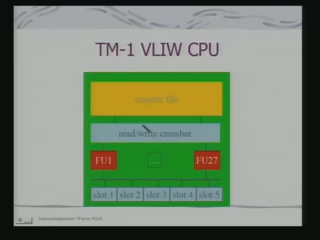 TM-1 VLIW CPU
register file
read/write crossbar
FU1 ... FU27
slot 1 slot 2 slot 3 slot 4 slot 5